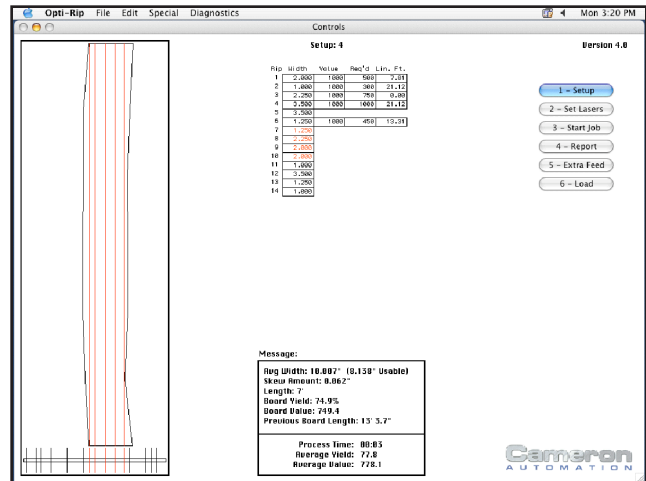 Opti-Rip File Edit Special Diagnostics Mon 3:20 PM
Controls
Setup: 4 Version 4.0
Rip Width Value Req'd Lin. Ft.
1 2.000 1000 500 7.01
2 1.000 1000 300 21.12
3 2.250 1000 750 0.00
4 3.500 1000 1000 21.12
5 3.500
6 1.250 1000 450 13.31
7 1.250
8 2.250
9 2.000
10 2.000
11 1.000
12 3.500
13 1.250
14 1.000
1 - Setup
2 - Set Lasers
3 - Start Job
4 - Report
5 - Extra Feed
6 - Load
Message:
Avg Width: 10.007" (8.130" Usable)
Skew Amount: 0.062"
Length: 7'
Board Yield: 74.9%
Board Value: 749.4
Previous Board Length: 13' 3.7"
Process Time: 00:03
Average Yield: 77.8
Average Value: 778.1
Cameron
AUTOMATION